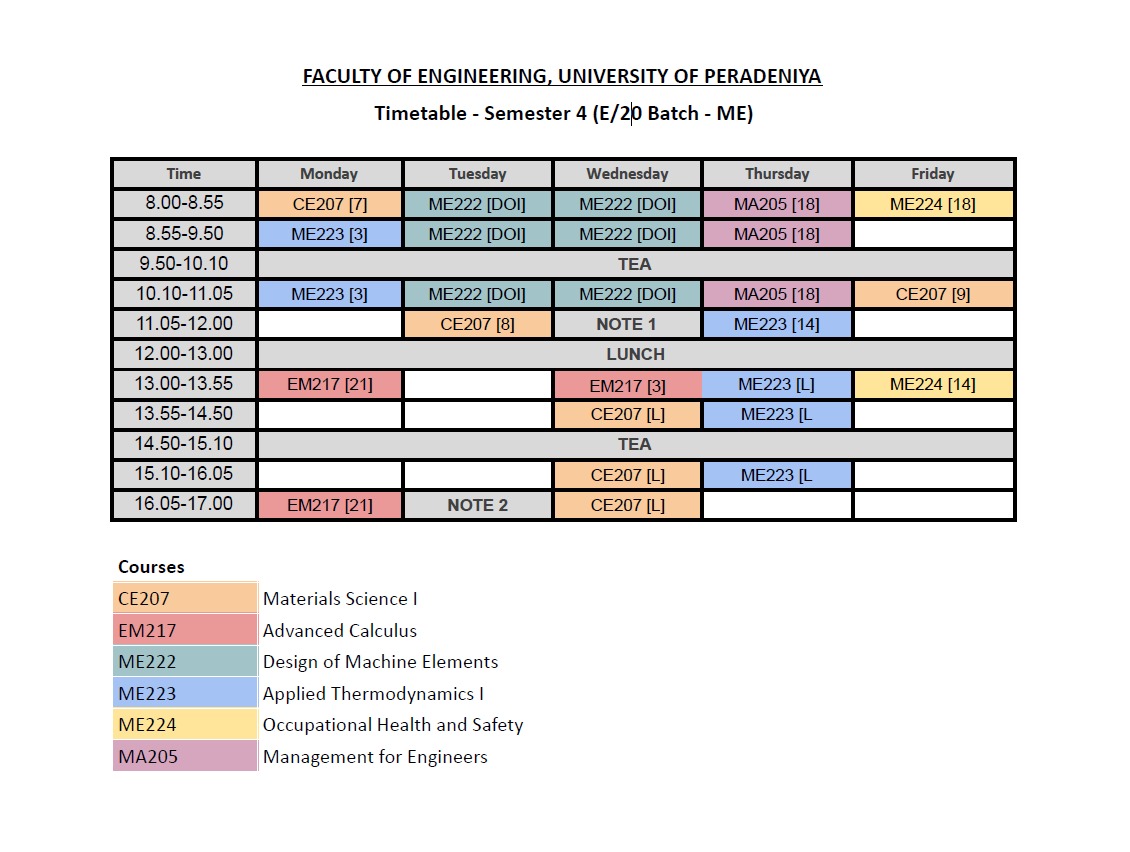 FACULTY OF ENGINEERING, UNIVERSITY OF PERADENIYA
Timetable - Semester 4 (E/20 Batch - ME)
Time Monday Tuesday Wednesday Thursday Friday
8.00-8.55 CE207 [7] ME222 [DOI] ME222 [DOI] MA205 [18] ME224 [18]
8.55-9.50 ME223 [3] ME222 [DOI] ME222 [DOI] MA205 [18]
9.50-10.10 TEA
10.10-11.05 ME223 [3] ME222 [DOI] ME222 [DOI] MA205 [18] CE207 [9]
11.05-12.00 CE207 [8] NOTE 1 ME223 [14]
12.00-13.00 LUNCH
13.00-13.55 EM217 [21] EM217 [3] ME223 [L] ME224 [14]
13.55-14.50 CE207 [L] ME223 [L
14.50-15.10 TEA
15.10-16.05 CE207 [L] ME223 [L
16.05-17.00 EM217 [21] NOTE 2 CE207 [L]
Courses
CE207 Materials Science I
EM217 Advanced Calculus
ME222 Design of Machine Elements
ME223 Applied Thermodynamics I
ME224 Occupational Health and Safety
MA205 Management for Engineers